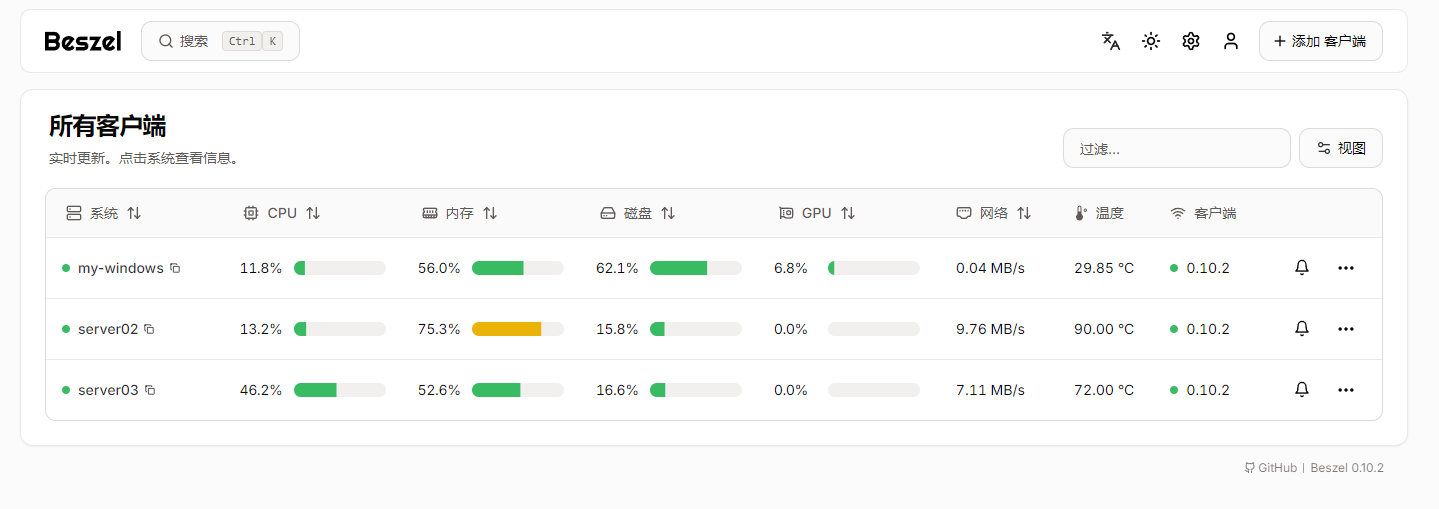 Beszel 搜索 Ctrl K 添加 客户端
所有客户端
实时更新。点击系统查看信息。
过滤... 视图
系统 CPU 内存 磁盘 GPU 网络 温度 客户端
my-windows 11.8% 56.0% 62.1% 6.8% 0.04 MB/s 29.85 °C 0.10.2
server02 13.2% 75.3% 15.8% 0.0% 9.76 MB/s 90.00 °C 0.10.2
server03 46.2% 52.6% 16.6% 0.0% 7.11 MB/s 72.00 °C 0.10.2
GitHub | Beszel 0.10.2